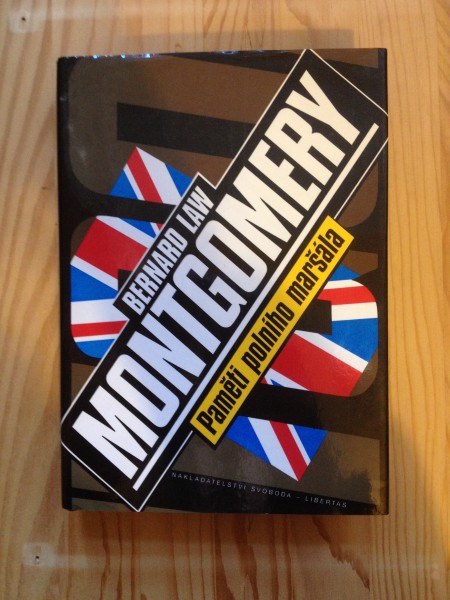 BERNARD LAW
MONTGOMERY
Paměti polního maršála
NAKLADATELSTVÍ SVOBODA – LIBERTAS